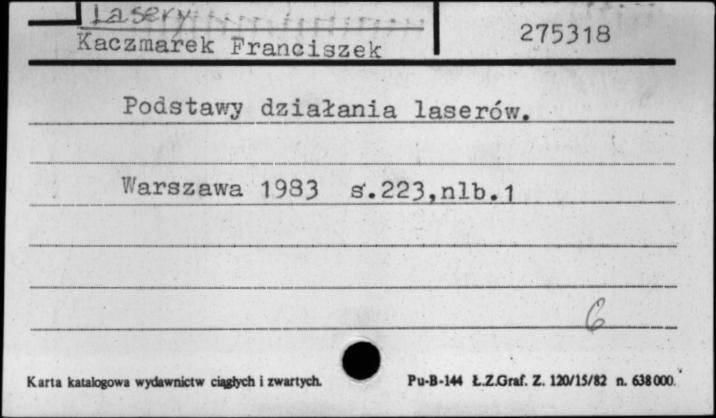 Lasery
Kaczmarek Franciszek
275318
Podstawy działania laserów.
Warszawa 1983 s.223,nlb.1
6
Karta katalogowa wydawnictw ciągłych i zwartych.
Pu-B-144 Ł.Z.Graf. Z. 120/15/82 n. 638000.